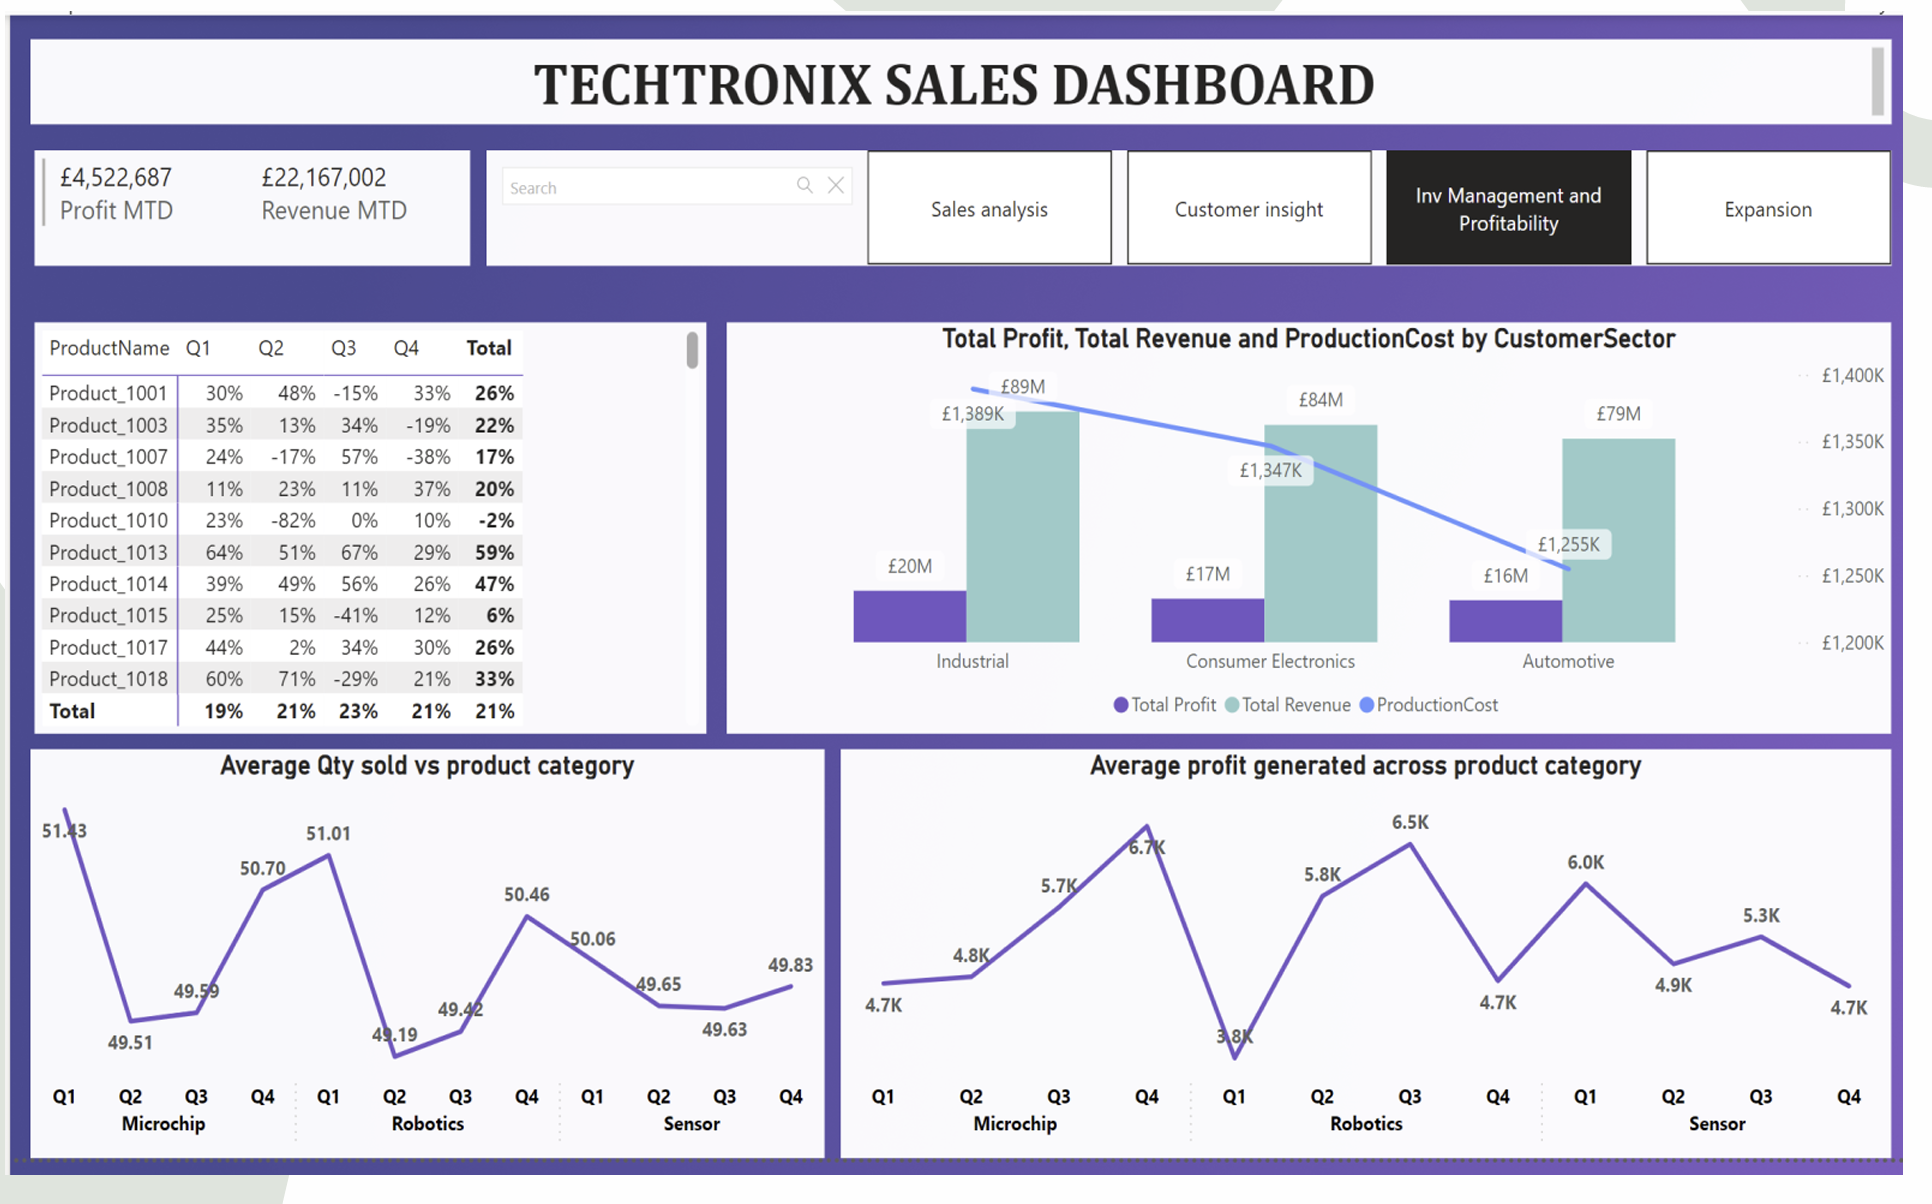 TECHTRONIX SALES DASHBOARD
£4,522,687 £22,167,002
Profit MTD Revenue MTD
Search
Sales analysis
Customer insight
Inv Management and
Profitability
Expansion
ProductName Q1 Q2 Q3 Q4 Total
Product_1001 30% 48% -15% 33% 26%
Product_1003 35% 13% 34% -19% 22%
Product_1007 24% -17% 57% -38% 17%
Product_1008 11% 23% 11% 37% 20%
Product_1010 23% -82% 0% 10% -2%
Product_1013 64% 51% 67% 29% 59%
Product_1014 39% 49% 56% 26% 47%
Product_1015 25% 15% -41% 12% 6%
Product_1017 44% 2% 34% 30% 26%
Product_1018 60% 71% -29% 21% 33%
Total 19% 21% 23% 21% 21%
Total Profit, Total Revenue and ProductionCost by CustomerSector
£89M £84M £79M
£1,389K £1,347K £1,255K
£20M £17M £16M
£1,400K
£1,350K
£1,300K
£1,250K
£1,200K
Industrial Consumer Electronics Automotive
Total Profit Total Revenue ProductionCost
Average Qty sold vs product category
51.43 49.51 49.59 50.70 51.01 49.19 49.42 50.46 50.06 49.65 49.63 49.83
Q1 Q2 Q3 Q4 Q1 Q2 Q3 Q4 Q1 Q2 Q3 Q4
Microchip Robotics Sensor
Average profit generated across product category
4.7K 4.8K 5.7K 6.7K 3.8K 5.8K 6.5K 4.7K 6.0K 4.9K 5.3K 4.7K
Q1 Q2 Q3 Q4 Q1 Q2 Q3 Q4 Q1 Q2 Q3 Q4
Microchip Robotics Sensor